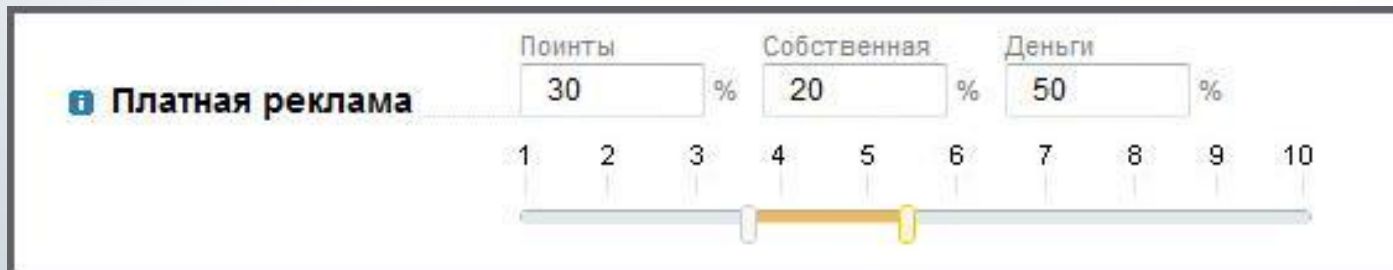 Поинты Собственная Деньги
Платная реклама 30 % 20 % 50 %
1 2 3 4 5 6 7 8 9 10